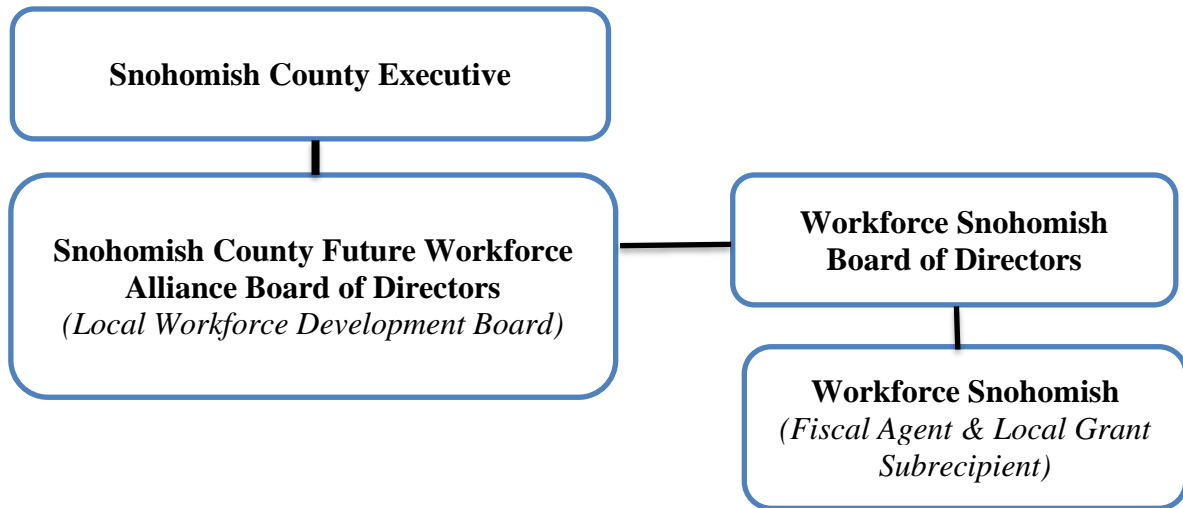 Snohomish County Executive
Snohomish County Future Workforce
Alliance Board of Directors
(Local Workforce Development Board)
Workforce Snohomish
Board of Directors
Workforce Snohomish
(Fiscal Agent & Local Grant
Subrecipient)